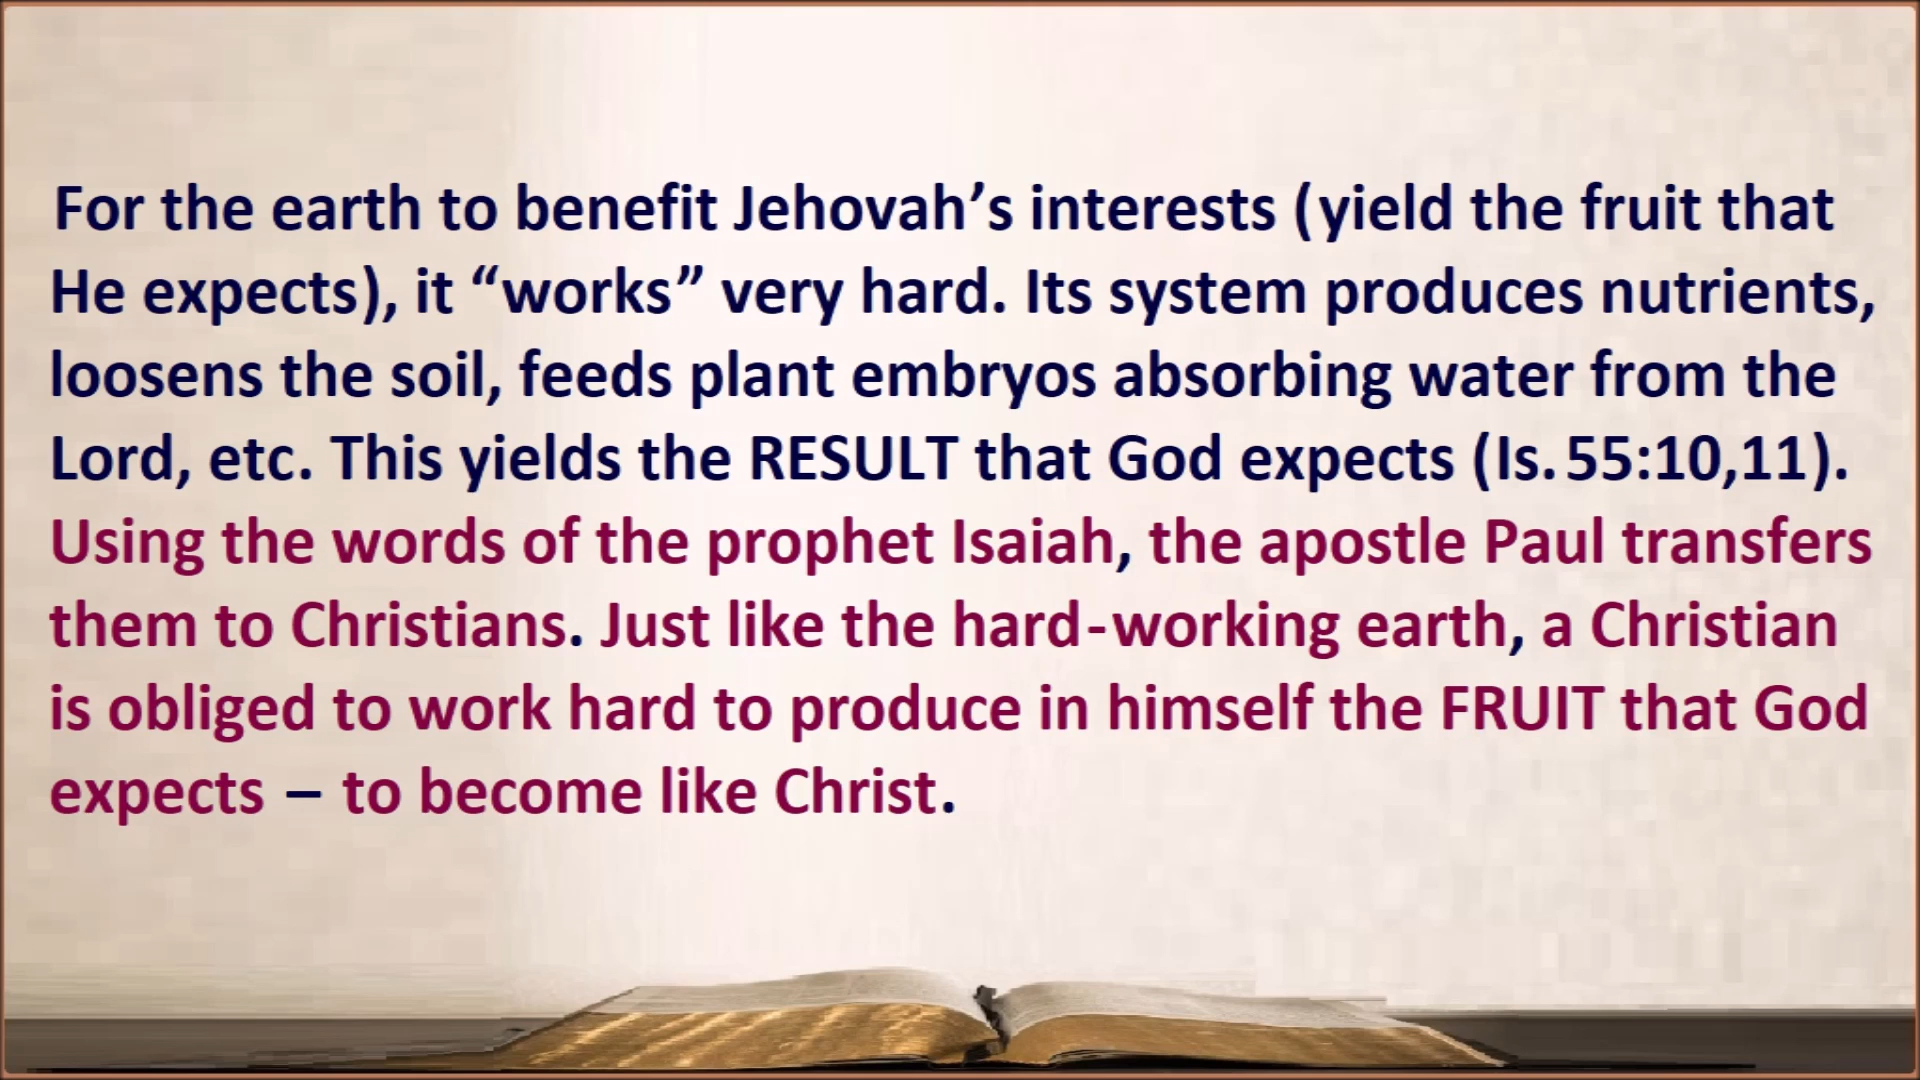 For the earth to benefit Jehovah’s interests (yield the fruit that
He expects), it “works” very hard. Its system produces nutrients,
loosens the soil, feeds plant embryos absorbing water from the
Lord, etc. This yields the RESULT that God expects (Is. 55:10,11).
Using the words of the prophet Isaiah, the apostle Paul transfers
them to Christians. Just like the hard-working earth, a Christian
is obliged to work hard to produce in himself the FRUIT that God
expects – to become like Christ.